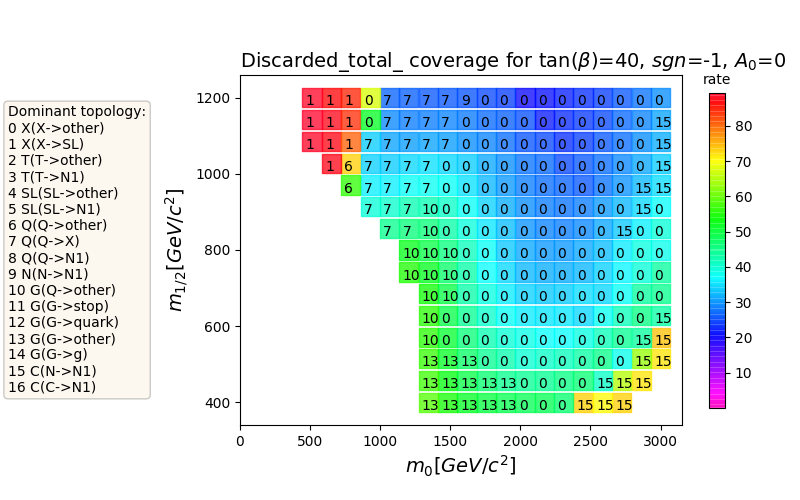 Discarded_total_ coverage for tan(β)=40, sgn=-1, A₀=0
Dominant topology:
0 X(X->other)
1 X(X->SL)
2 T(T->other)
3 T(T->N1)
4 SL(SL->other)
5 SL(SL->N1)
6 Q(Q->other)
7 Q(Q->X)
8 Q(Q->N1)
9 N(N->N1)
10 G(Q->other)
11 G(G->stop)
12 G(G->quark)
13 G(G->other)
14 G(G->g)
15 C(N->N1)
16 C(C->N1)
m₁/₂[GeV/c²]
1200
1000
800
600
400
1 1 1 0 7 7 7 7 9 0 0 0 0 0 0 0 0 0 0
1 1 1 0 7 7 7 7 0 0 0 0 0 0 0 0 0 0 15
1 1 1 7 7 7 7 7 0 0 0 0 0 0 0 0 0 0 15
1 6 7 7 7 7 7 0 0 0 0 0 0 0 0 0 0 15
6 7 7 7 7 0 0 0 0 0 0 0 0 0 0 15 15
7 7 7 10 0 0 0 0 0 0 0 0 0 0 15 0
7 7 10 0 0 0 0 0 0 0 0 0 15 0 0
10 10 10 0 0 0 0 0 0 0 0 0 0 0
10 10 10 0 0 0 0 0 0 0 0 0 0 0
10 10 0 0 0 0 0 0 0 0 0 0 0
10 0 0 0 0 0 0 0 0 0 0 0 15
10 0 0 0 0 0 0 0 0 0 0 15 15
13 13 13 0 0 0 0 0 0 0 0 15 15
13 13 13 13 13 0 0 0 0 15 15 15
13 13 13 13 13 0 0 0 15 15 15
0 500 1000 1500 2000 2500 3000
m₀[GeV/c²]
rate
80
70
60
50
40
30
20
10